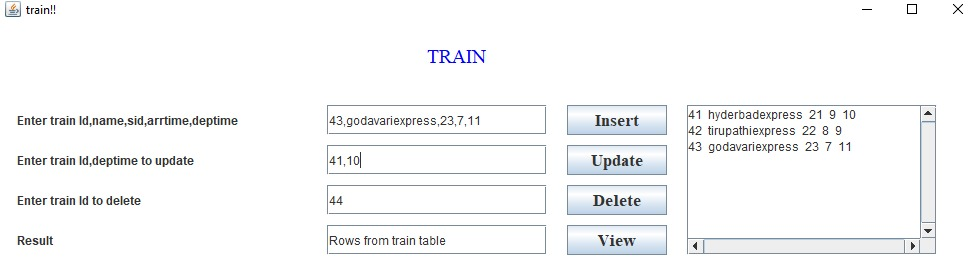 train!!
TRAIN
Enter train Id,name,sid,arrtime,deptime
43,godavariexpress,23,7,11
Insert
Enter train Id,deptime to update
41,10
Update
Enter train Id to delete
44
Delete
Result
Rows from train table
View
41 hyderbadexpress 21 9 10
42 tirupathiexpress 22 8 9
43 godavariexpress 23 7 11